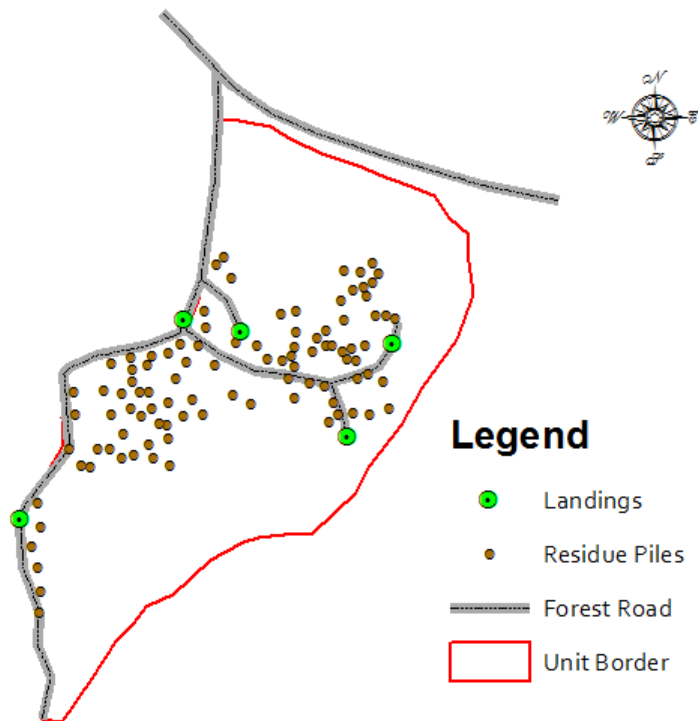 N
W
E
S
Legend
Landings
Residue Piles
Forest Road
Unit Border